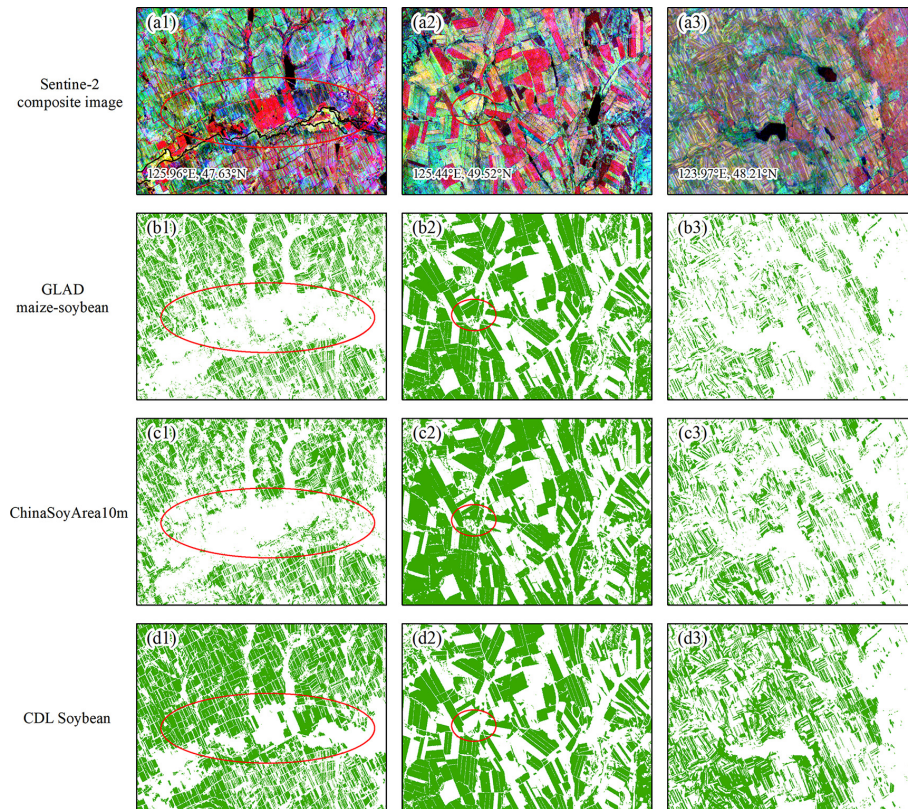 (a1) (a2) (a3)
Sentine-2
composite image
125.96°E, 47.63°N 125.44°E, 49.52°N 123.97°E, 48.21°N
(b1) (b2) (b3)
GLAD
maize-soybean
(c1) (c2) (c3)
ChinaSoyArea10m
(d1) (d2) (d3)
CDL Soybean